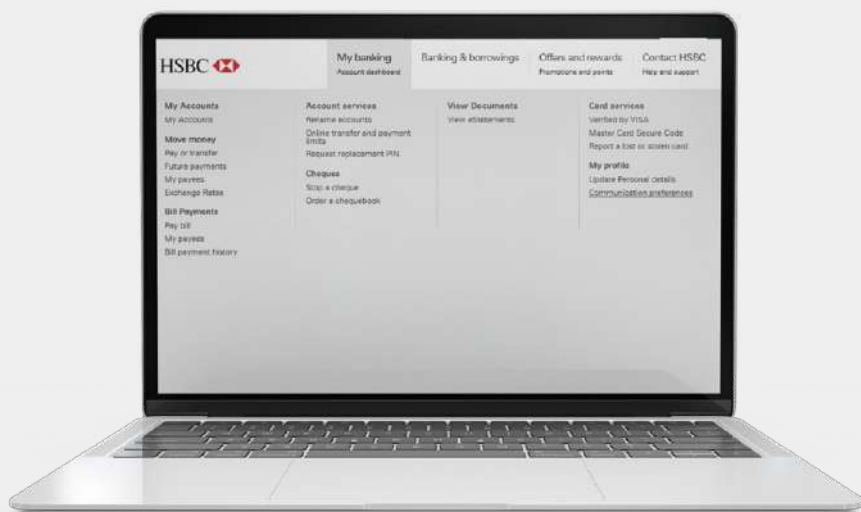 HSBC
My banking
Account dashboard
Banking & borrowings
Offers and rewards
Promotions and points
Contact HSBC
Help and support
My Accounts
My Accounts
Move money
Pay or transfer
Future payments
My payees
Exchange Rates
Bill Payments
Pay bill
My payees
Bill payment history
Account services
Rename accounts
Online transfer and payment
limits
Request replacement PIN
Cheques
Stop a cheque
Order a chequebook
View Documents
View eStatements
Card services
Verified by VISA
Master Card Secure Code
Report a lost or stolen card
My profile
Update Personal details
Communication preferences